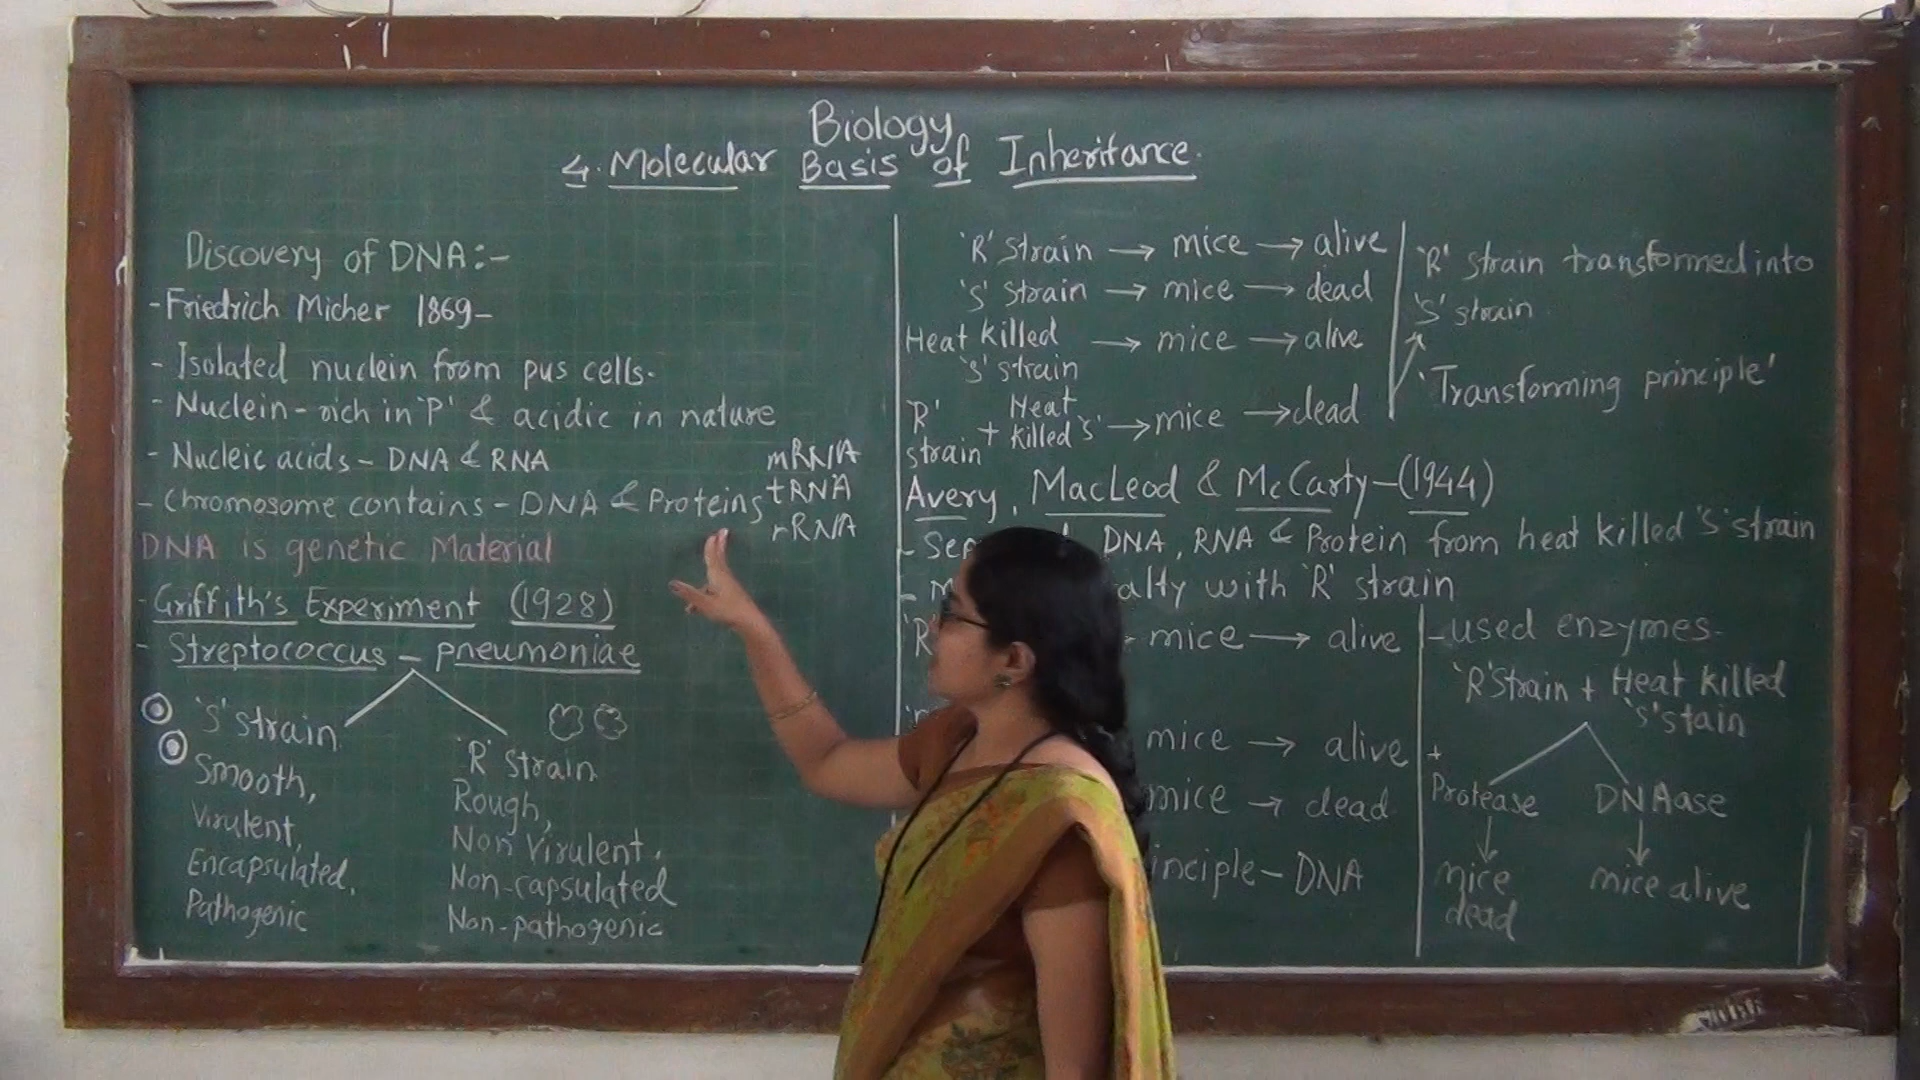 Biology
4. Molecular Basis of Inheritance.
Discovery of DNA:-
- Friedrich Micher 1869-
- Isolated nuclein from pus cells.
- Nuclein - rich in 'P' & acidic in nature
- Nucleic acids - DNA & RNA
mRNA
tRNA
rRNA
- Chromosome contains - DNA & Proteins
DNA is genetic Material
- Griffith's Experiment (1928)
- Streptococcus - pneumoniae
'S' strain
Smooth,
Virulent,
Encapsulated,
Pathogenic
'R' Strain
Rough,
Non Virulent,
Non-capsulated
Non-pathogenic
'R' strain → mice → alive
'S' strain → mice → dead
Heat killed 's' strain → mice → alive
'R' strain + Heat killed 's' → mice → dead
'R' strain transformed into
'S' strain
'Transforming principle'
Avery, MacLeod & McCarty-(1944)
- DNA, RNA & Protein from heat killed 'S' strain
with 'R' strain
mice → alive
mice → alive
mice → dead
DNA
- used enzymes-
'R' Strain + Heat killed
's' stain
+
Protease
↓
mice
dead
DNAase
↓
mice alive